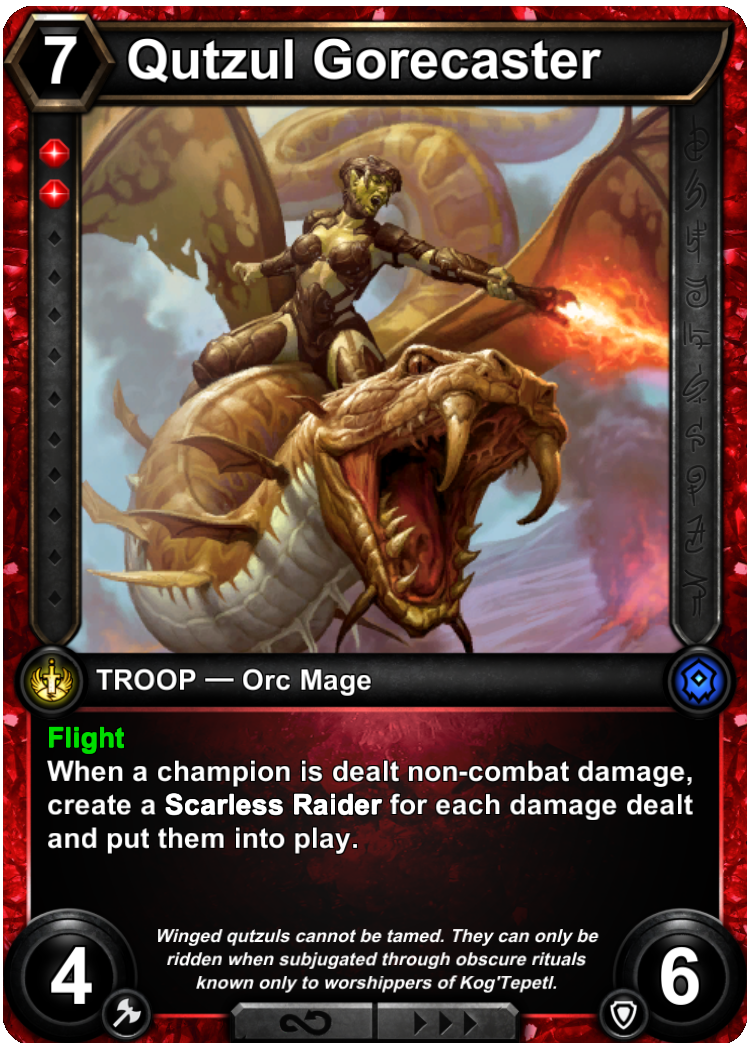 7 Qutzul Gorecaster
TROOP — Orc Mage
Flight
When a champion is dealt non-combat damage,
create a Scarless Raider for each damage dealt
and put them into play.
Winged qutzuls cannot be tamed. They can only be
ridden when subjugated through obscure rituals
known only to worshippers of Kog'Tepetl.
4
6